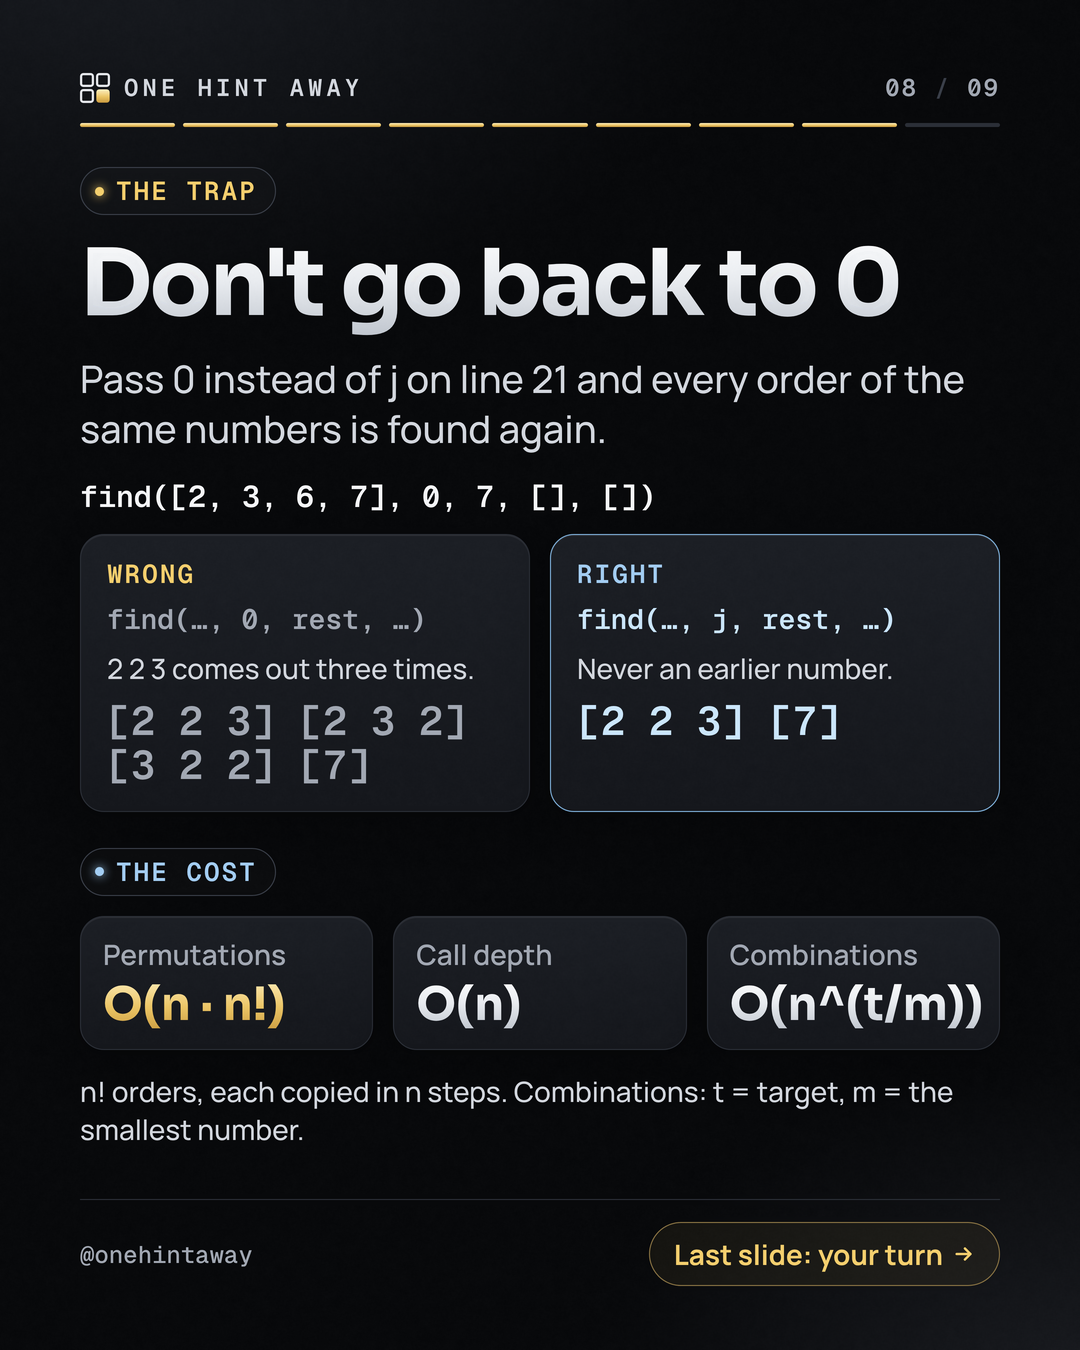 ONE HINT AWAY
08 / 09
THE TRAP
Don't go back to 0
Pass 0 instead of j on line 21 and every order of the
same numbers is found again.
find([2, 3, 6, 7], 0, 7, [], [])
WRONG
find(…, 0, rest, …)
2 2 3 comes out three times.
[2 2 3] [2 3 2]
[3 2 2] [7]
RIGHT
find(…, j, rest, …)
Never an earlier number.
[2 2 3] [7]
THE COST
Permutations
O(n · n!)
Call depth
O(n)
Combinations
O(n^(t/m))
n! orders, each copied in n steps. Combinations: t = target, m = the
smallest number.
@onehintaway
Last slide: your turn →